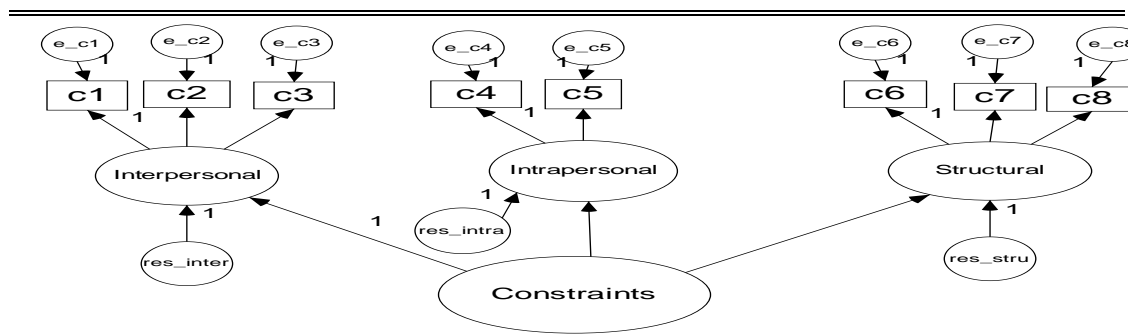 e_c1 e_c2 e_c3 e_c4 e_c5 e_c6 e_c7 e_c8
1 1 1 1 1 1 1 1
c1 c2 c3 c4 c5 c6 c7 c8
1 1 1
Interpersonal Intrapersonal Structural
1 1 1 1
res_inter res_intra res_stru
Constraints